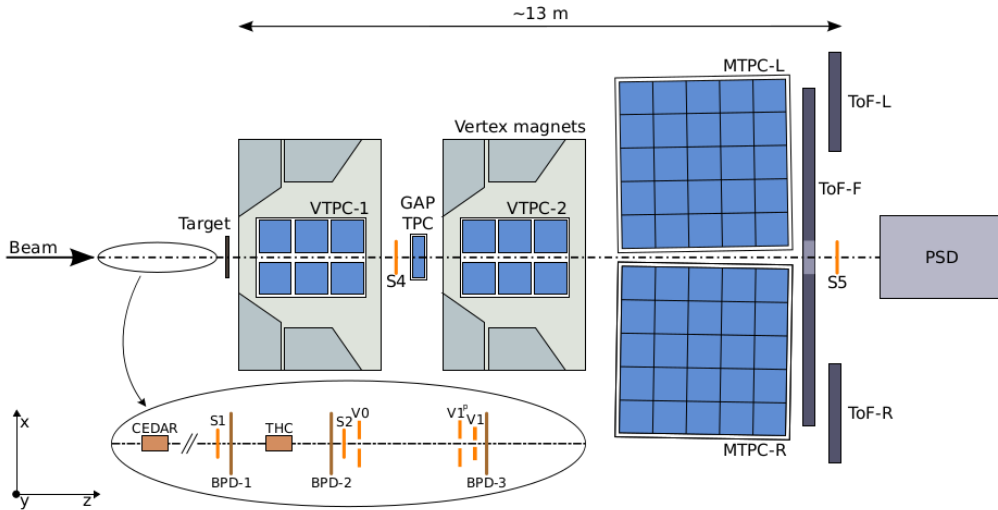 ~13 m
MTPC-L
ToF-L
Vertex magnets
ToF-F
VTPC-1
GAP
TPC
VTPC-2
Target
Beam
S4
S5
PSD
x
CEDAR
S1
THC
S2
V0
V1ᵖ
V1
ToF-R
MTPC-R
BPD-1
BPD-2
BPD-3
y
z